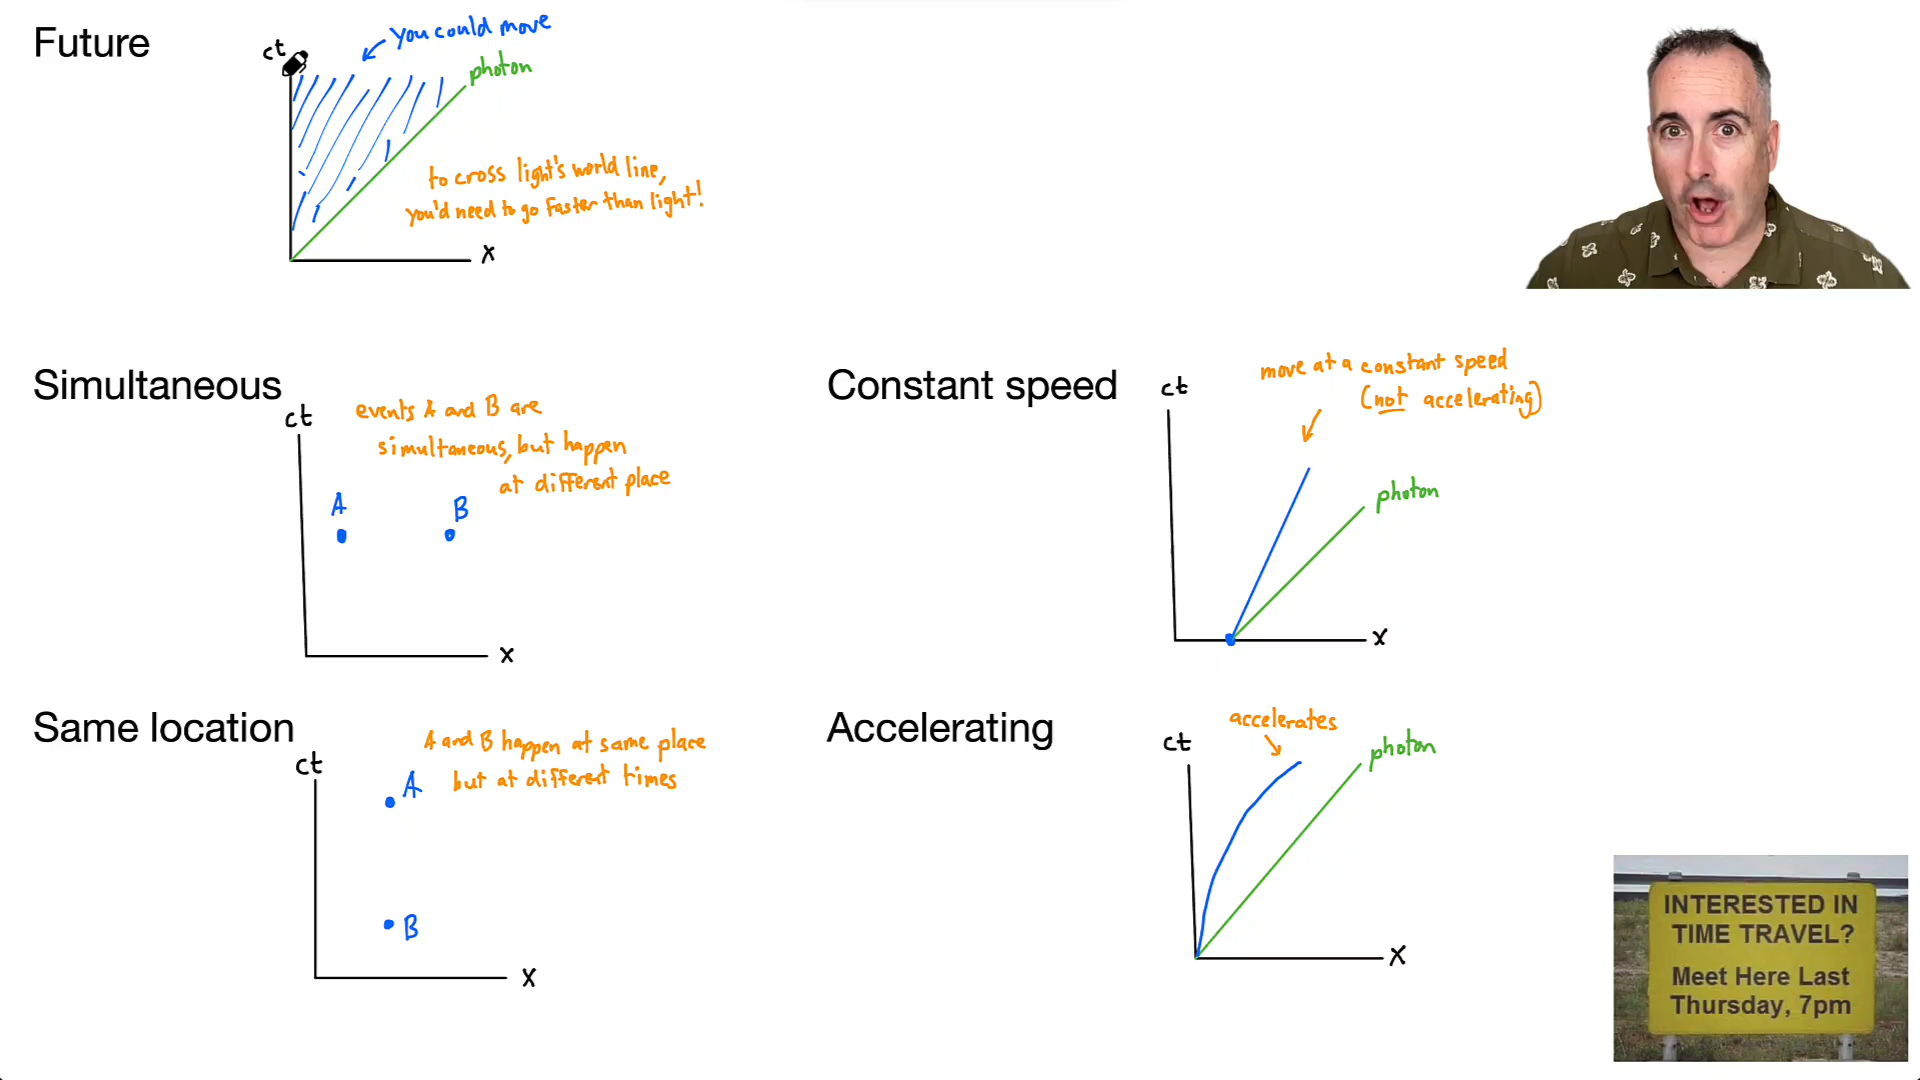 Future
ct
you could move
photon
to cross light's world line,
you'd need to go faster than light!
x
Simultaneous
ct
events A and B are
simultaneous, but happen
at different place
A
B
x
Constant speed
ct
move at a constant speed
(not accelerating)
photon
x
Same location
ct
A and B happen at same place
but at different times
A
B
x
Accelerating
ct
accelerates
photon
x
INTERESTED IN
TIME TRAVEL?
Meet Here Last
Thursday, 7pm